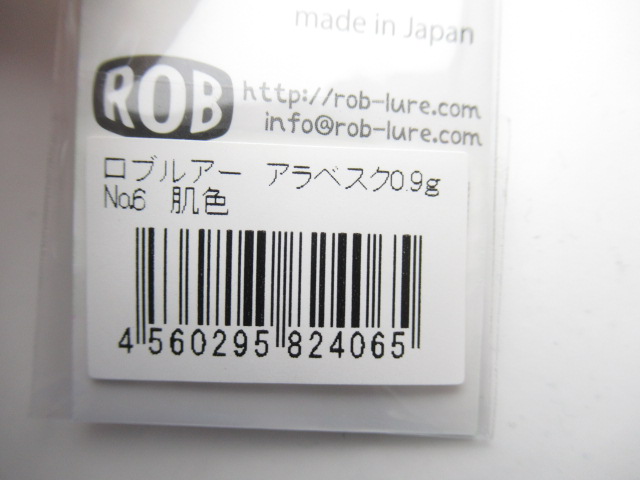 made in Japan
ROB
http://rob-lure.com
info@rob-lure.com
ロブルアー アラベスク0.9g
No.6 肌色
4 560295 824065